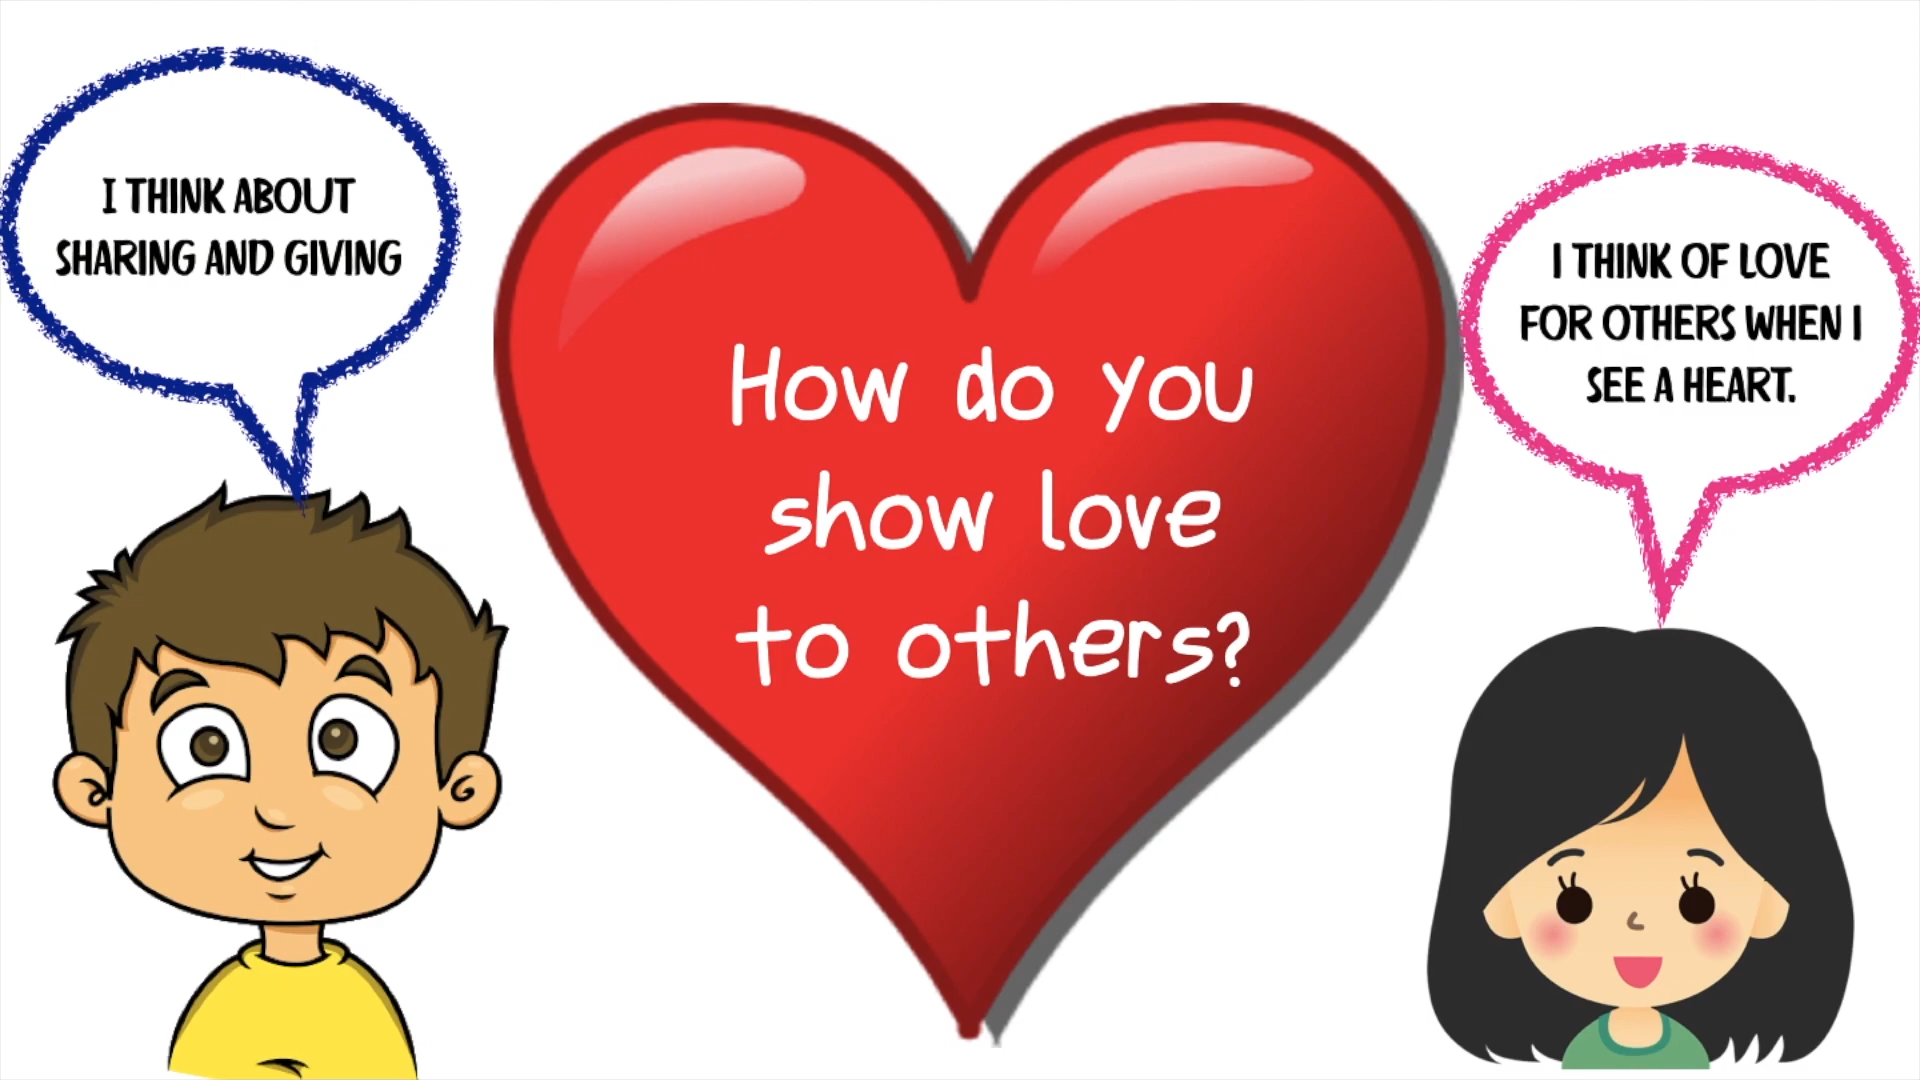 I THINK ABOUT
SHARING AND GIVING
How do you
show love
to others?
I THINK OF LOVE
FOR OTHERS WHEN I
SEE A HEART.